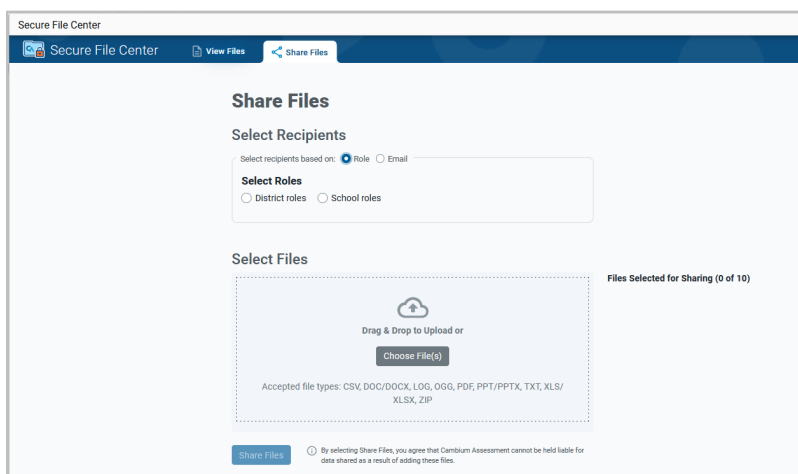 Secure File Center
Secure File Center
View Files
Share Files
Share Files
Select Recipients
Select recipients based on: Role Email
Select Roles
District roles School roles
Select Files
Files Selected for Sharing (0 of 10)
Drag & Drop to Upload or
Choose File(s)
Accepted file types: CSV, DOC/DOCX, LOG, OGG, PDF, PPT/PPTX, TXT, XLS/
XLSX, ZIP
Share Files
By selecting Share Files, you agree that Cambium Assessment cannot be held liable for
data shared as a result of adding these files.